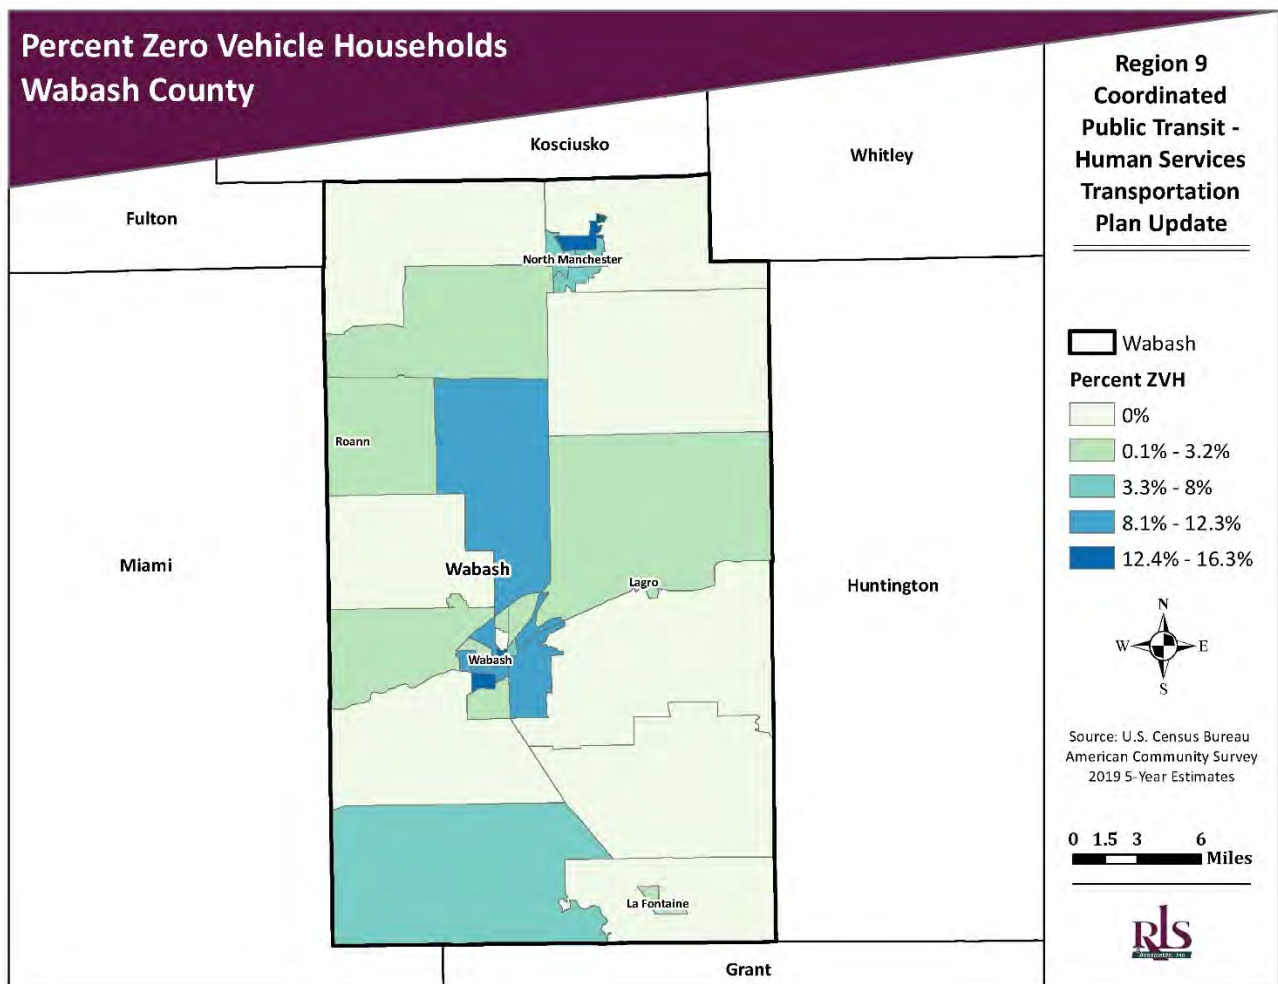 Percent Zero Vehicle Households
Wabash County
Region 9
Coordinated
Public Transit -
Human Services
Transportation
Plan Update
Kosciusko
Whitley
Fulton
North Manchester
Roann
Miami
Wabash
Lagro
Huntington
Wabash
La Fontaine
Grant
Wabash
Percent ZVH
0%
0.1% - 3.2%
3.3% - 8%
8.1% - 12.3%
12.4% - 16.3%
N
W E
S
Source: U.S. Census Bureau
American Community Survey
2019 5-Year Estimates
0 1.5 3 6
Miles
RLS
& Associates, Inc.